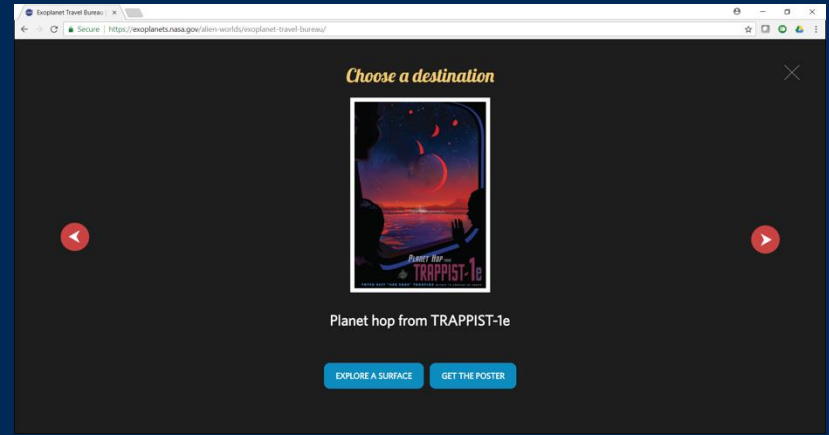 Exoplanet Travel Bureau
Secure | https://exoplanets.nasa.gov/alien-worlds/exoplanet-travel-bureau/
Choose a destination
PLANET HOP FROM
TRAPPIST-1e
Planet hop from TRAPPIST-1e
EXPLORE A SURFACE
GET THE POSTER